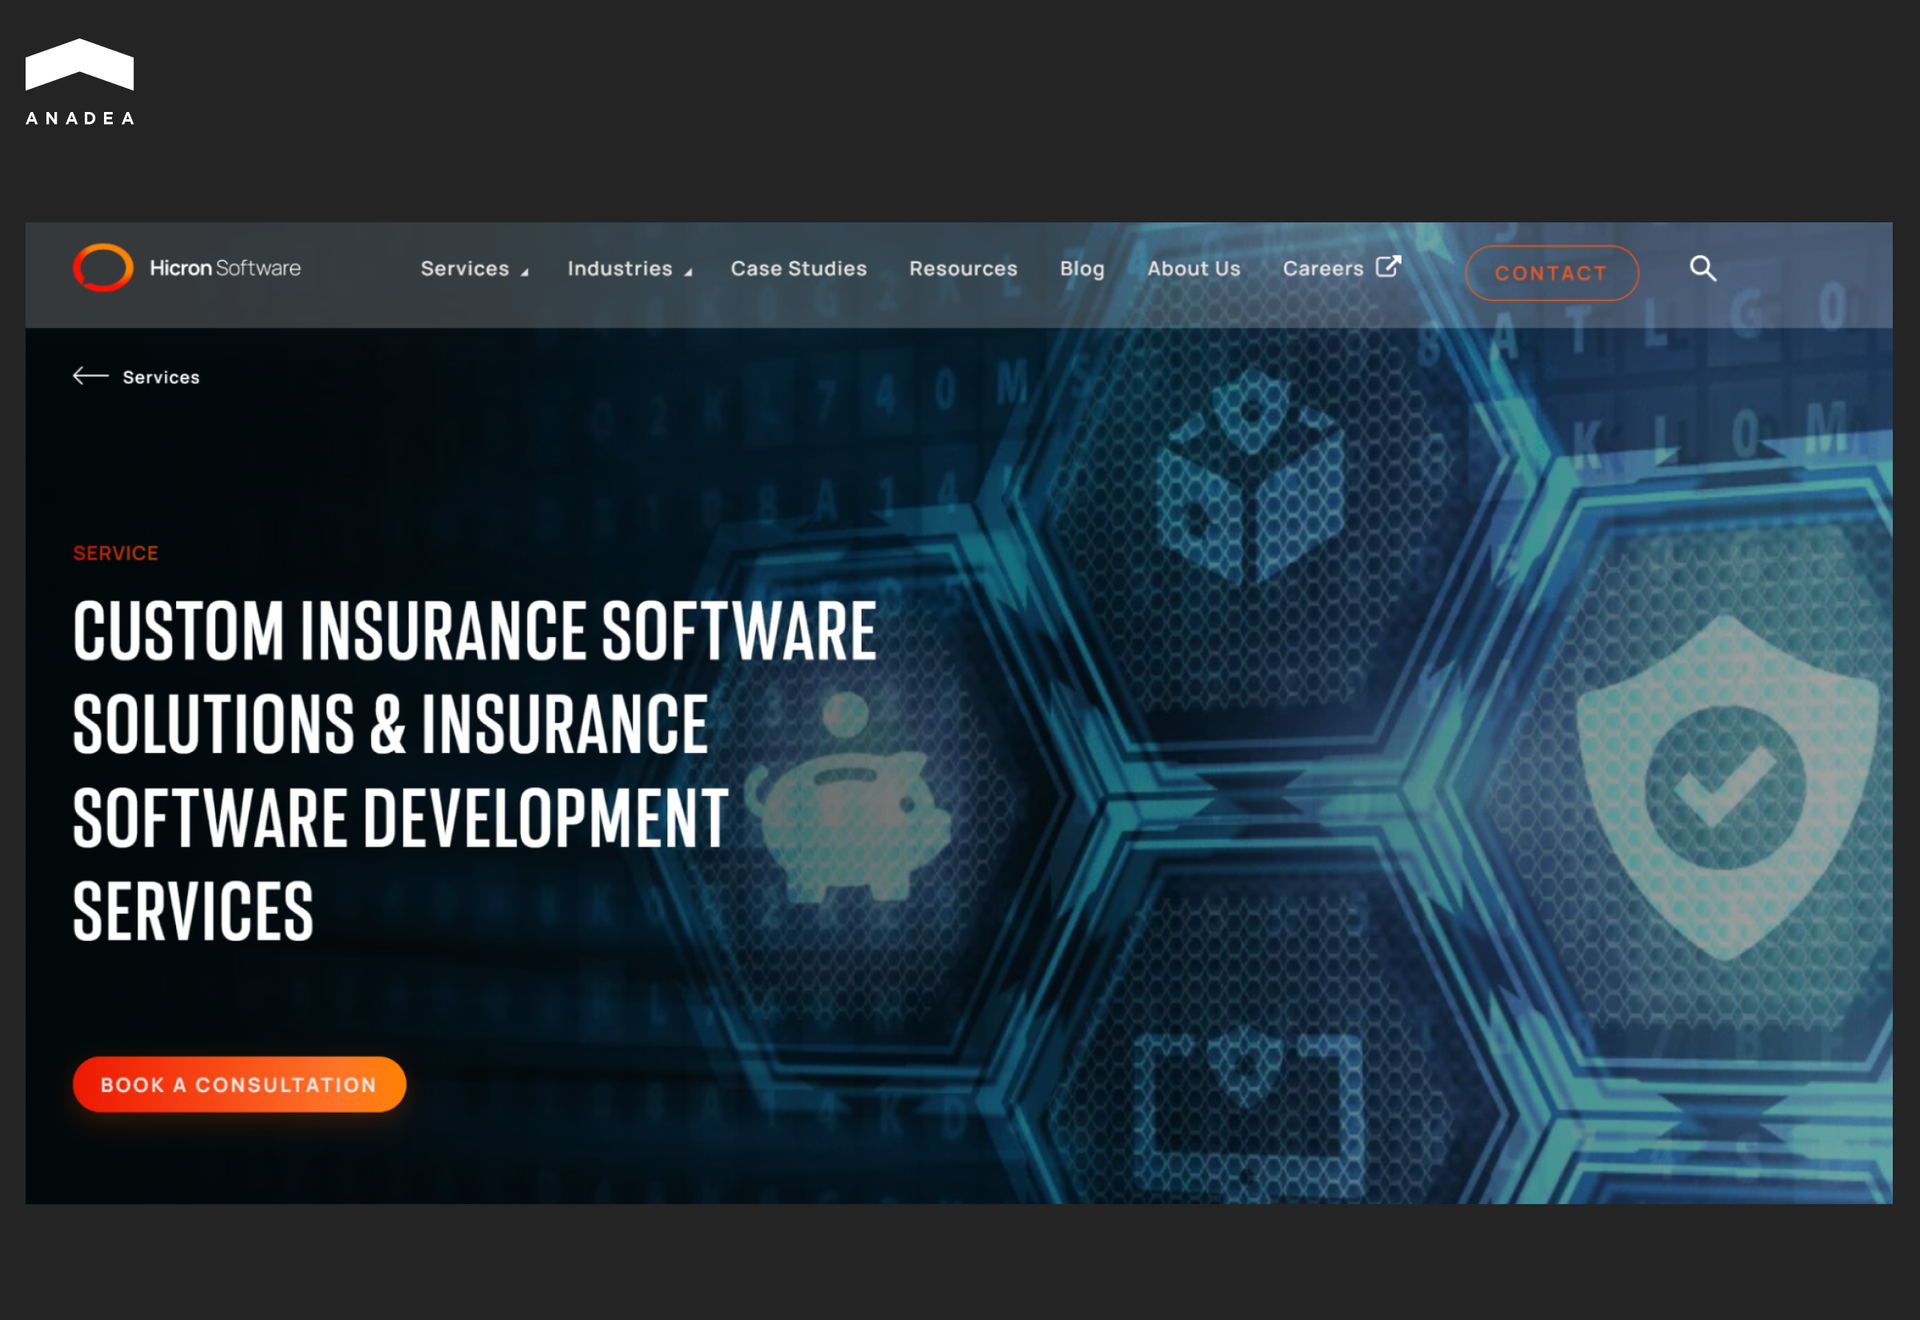 ANADEA
Hicron Software
Services
Industries
Case Studies
Resources
Blog
About Us
Careers
CONTACT
Services
SERVICE
CUSTOM INSURANCE SOFTWARE
SOLUTIONS & INSURANCE
SOFTWARE DEVELOPMENT
SERVICES
BOOK A CONSULTATION